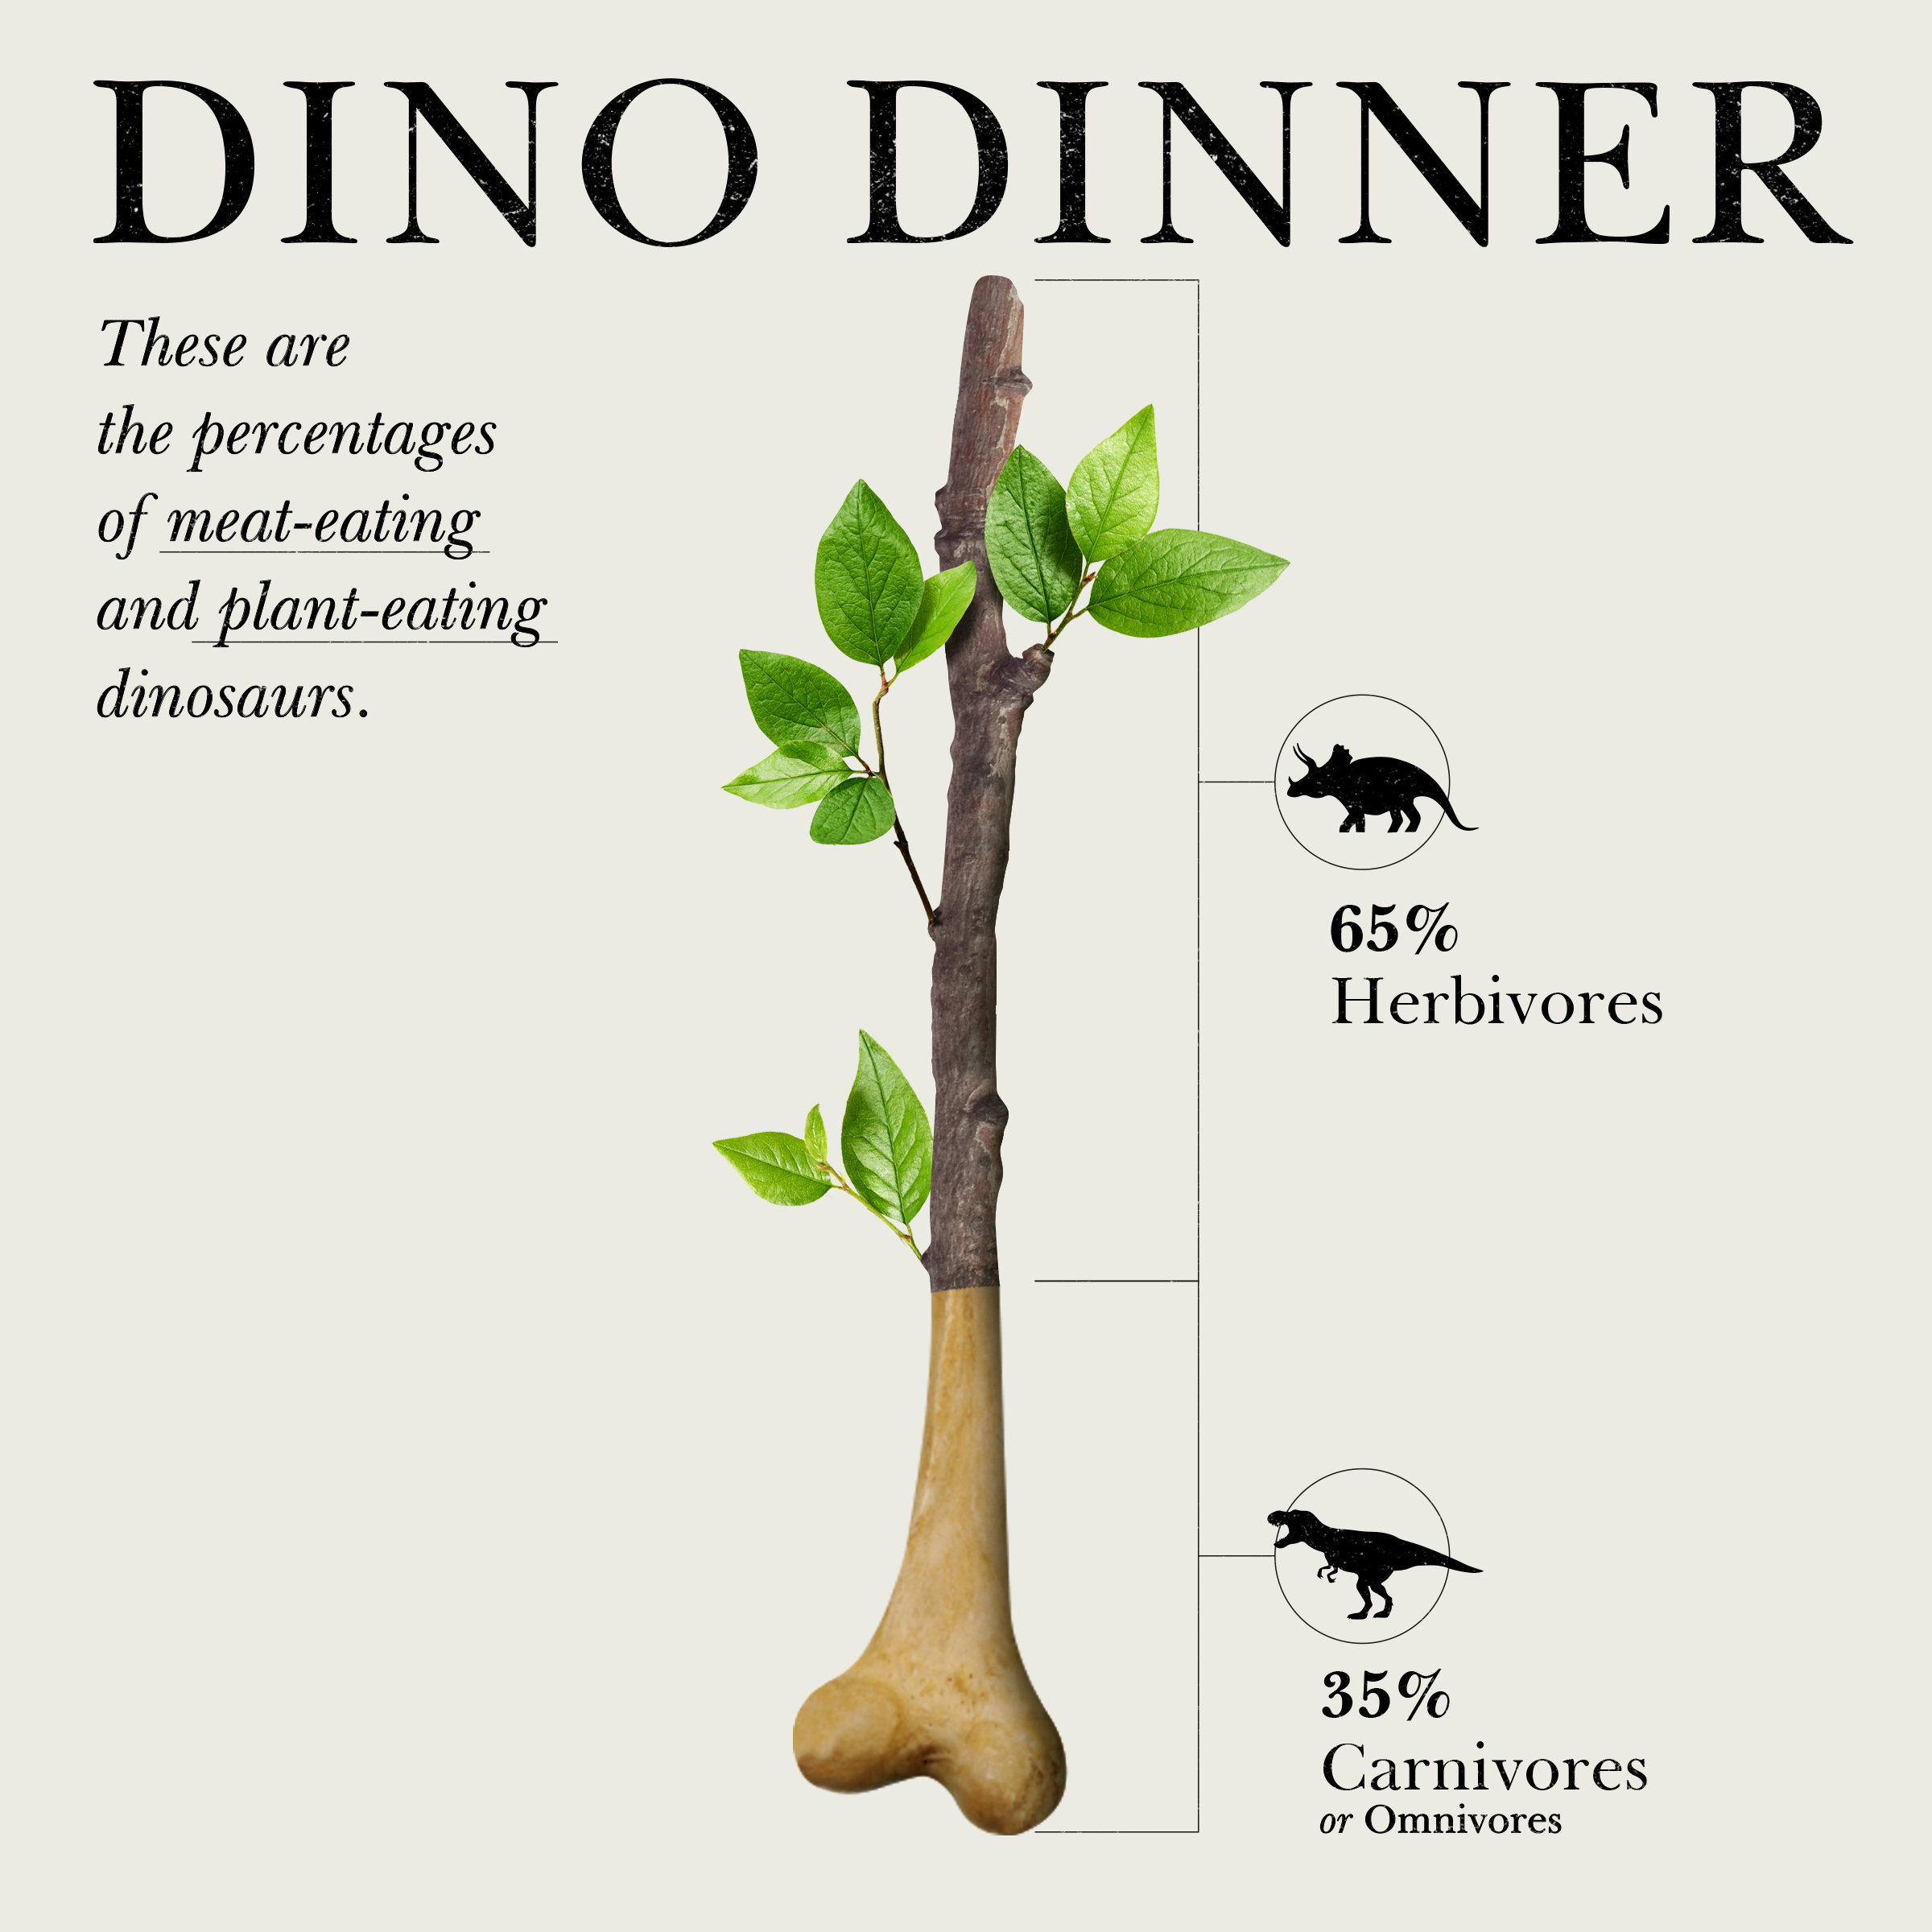 DINO DINNER
These are
the percentages
of meat-eating
and plant-eating
dinosaurs.
65%
Herbivores
35%
Carnivores
or Omnivores